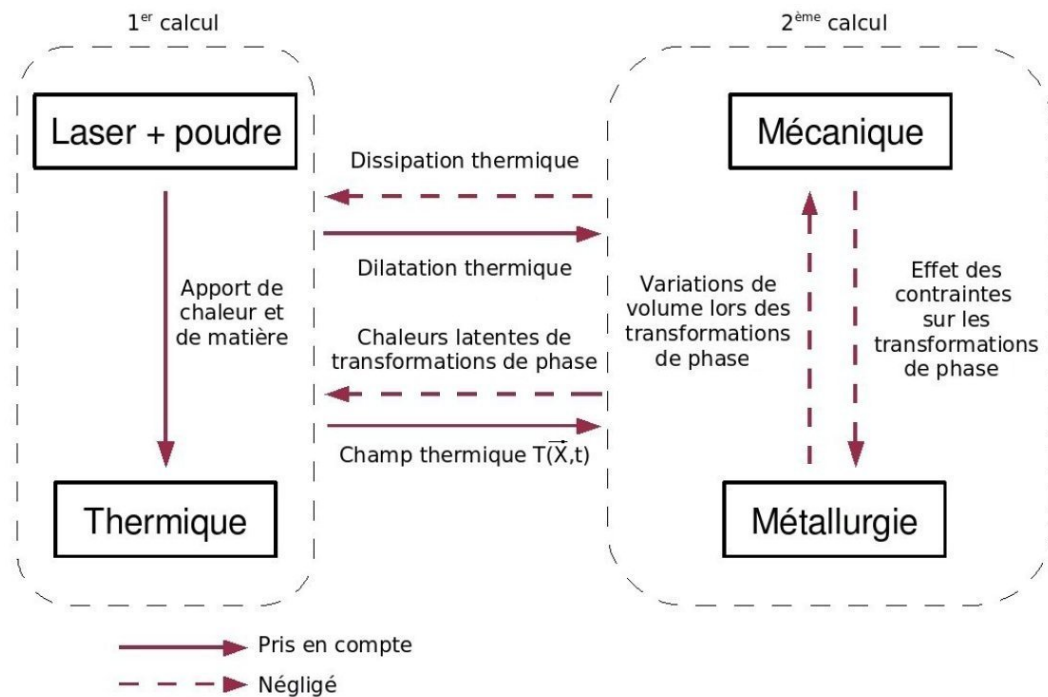 1er calcul
Laser + poudre
Apport de
chaleur et
de matière
Thermique
Dissipation thermique
Dilatation thermique
Chaleurs latentes de
transformations de phase
Champ thermique T(X⃗,t)
2ème calcul
Mécanique
Variations de
volume lors des
transformations
de phase
Effet des
contraintes
sur les
transformations
de phase
Métallurgie
Pris en compte
Négligé